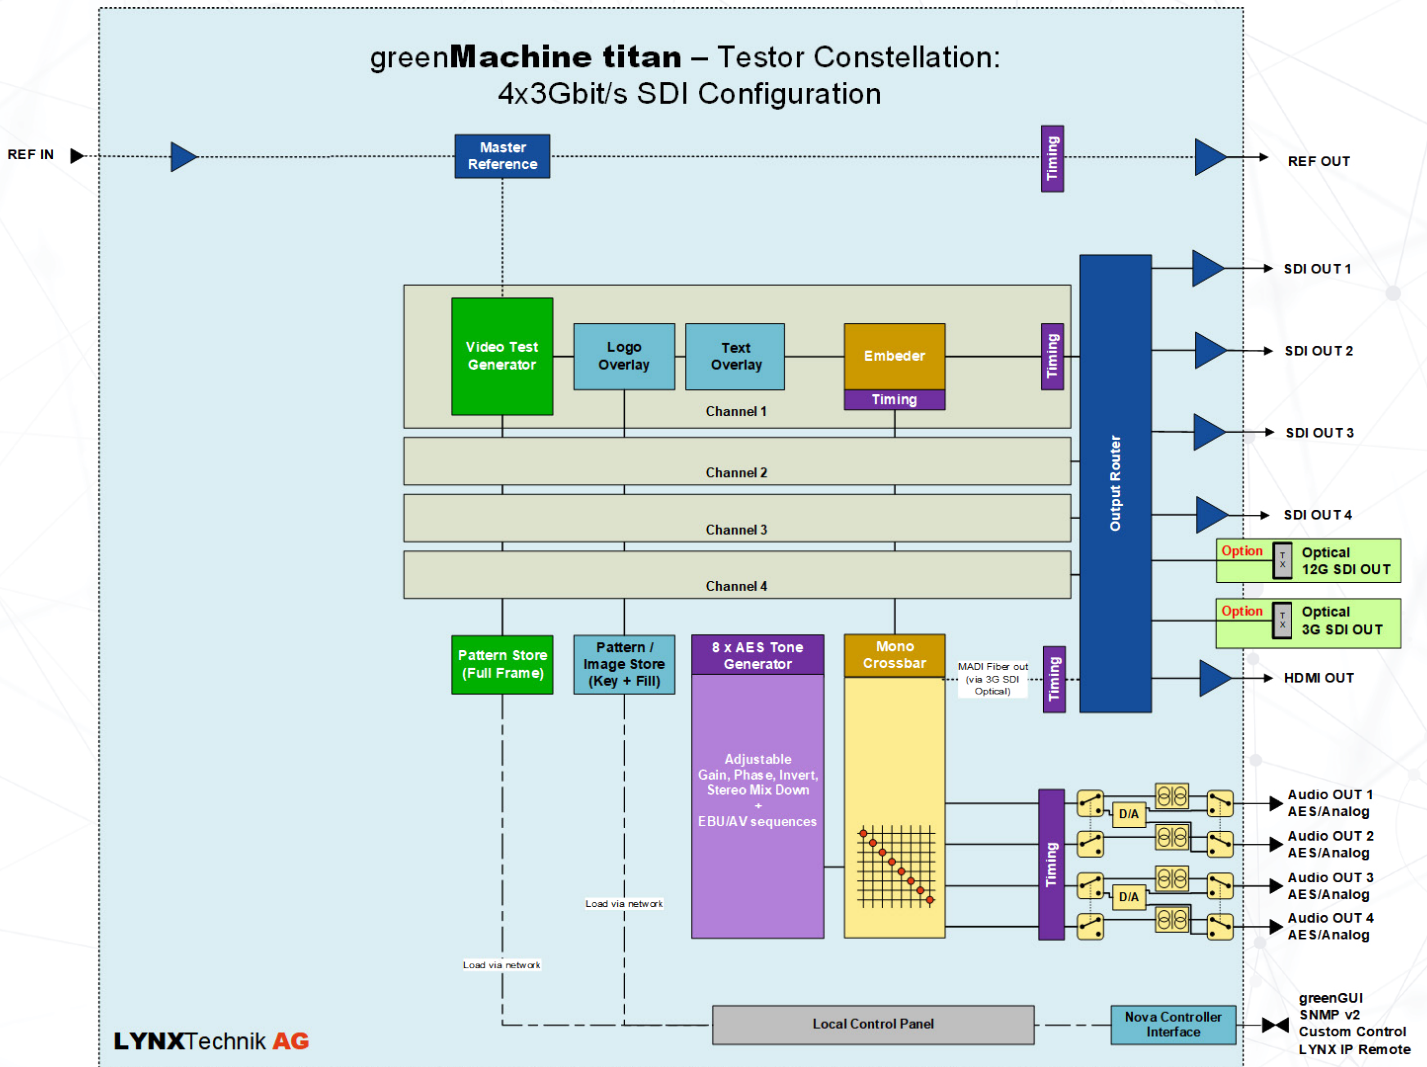 greenMachine titan – Testor Constellation:
4x3Gbit/s SDI Configuration
REF IN
Master
Reference
Timing
REF OUT
SDI OUT 1
Video Test
Generator
Logo
Overlay
Text
Overlay
Embeder
Timing
Timing
Channel 1
SDI OUT 2
Channel 2
SDI OUT 3
Channel 3
Output Router
SDI OUT 4
Channel 4
Option
TX
Optical
12G SDI OUT
Option
TX
Optical
3G SDI OUT
Pattern Store
(Full Frame)
Pattern /
Image Store
(Key + Fill)
8 x AES Tone
Generator
Mono
Crossbar
MADI Fiber out
(via 3G SDI
Optical)
Timing
HDMI OUT
Adjustable
Gain, Phase, Invert,
Stereo Mix Down
+
EBU/AV sequences
Timing
D/A
D/A
Audio OUT 1
AES/Analog
Audio OUT 2
AES/Analog
Audio OUT 3
AES/Analog
Audio OUT 4
AES/Analog
Load via network
Load via network
LYNXTechnik AG
Local Control Panel
Nova Controller
Interface
greenGUI
SNMP v2
Custom Control
LYNX IP Remote